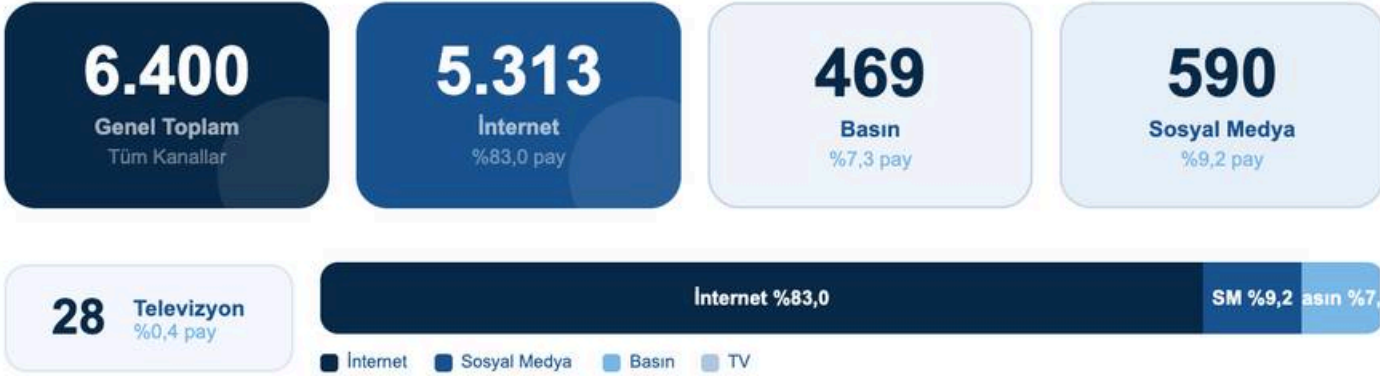 6.400
Genel Toplam
Tüm Kanallar
5.313
İnternet
%83,0 pay
469
Basın
%7,3 pay
590
Sosyal Medya
%9,2 pay
28
Televizyon
%0,4 pay
İnternet %83,0
SM %9,2
asın %7,
İnternet
Sosyal Medya
Basın
TV